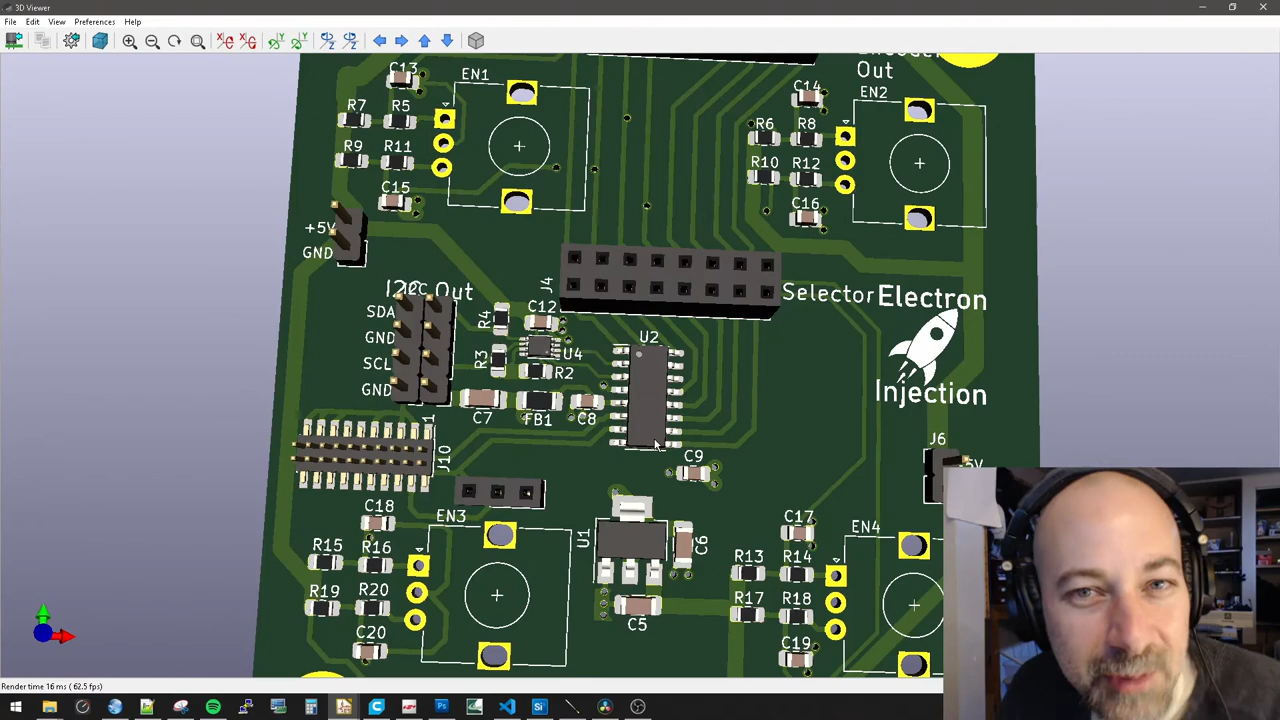 3D Viewer
File Edit View Preferences Help
Out
C13
EN1
C14
EN2
R7 R5
R6 R8
R9 R11
R10 R12
C15
C16
+5V
GND
I2C Out
J4
Selector
Electron
Injection
SDA
GND
SCL
GND
R4
C12
U4
R3
R2
U2
C7
FB1
C8
J10
C9
J6
C18
EN3
U1
C6
C17
EN4
R15 R16
R13 R14
R19 R20
R17 R18
C20
C5
C19
Render time 16 ms ( 62.5 fps)